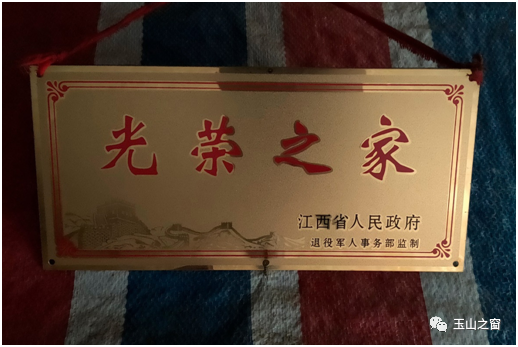 光荣之家
江西省人民政府
退役军人事务部监制
玉山之窗